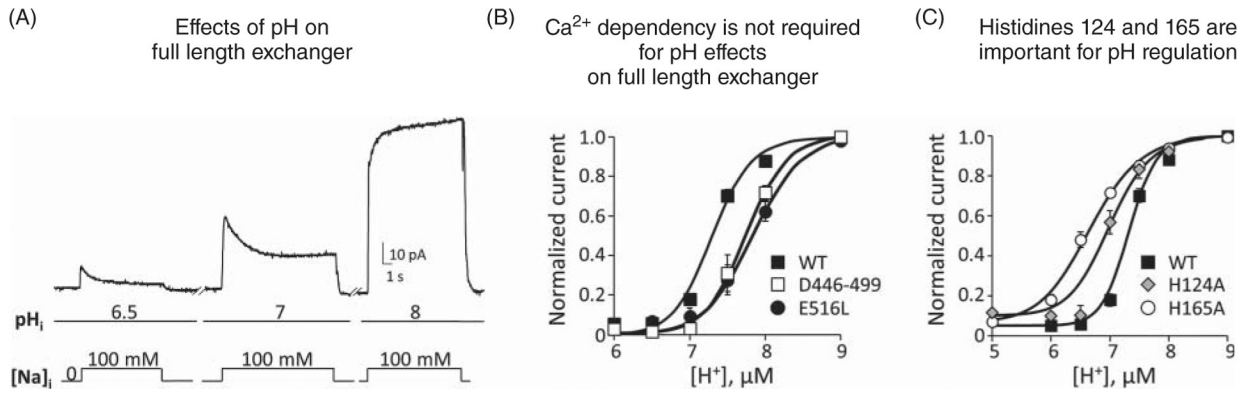 (A)
Effects of pH on
full length exchanger
10 pA
1 s
pHi 6.5 7 8
100 mM 100 mM 100 mM
[Na]i 0
(B)
Ca2+ dependency is not required
for pH effects
on full length exchanger
Normalized current
1.0
0.8
0.6
0.4
0.2
0
WT
D446-499
E516L
6 7 8 9
[H+], μM
(C)
Histidines 124 and 165 are
important for pH regulation
Normalized current
1.0
0.8
0.6
0.4
0.2
0
WT
H124A
H165A
5 6 7 8 9
[H+], μM